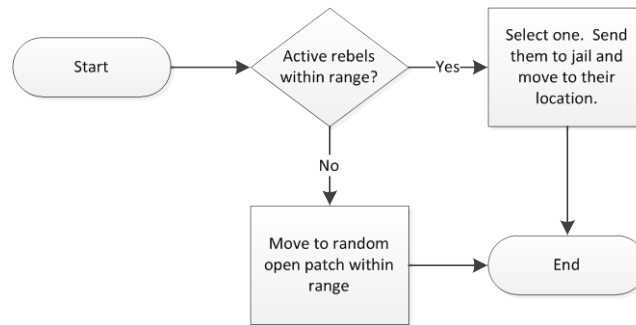 Start
Active rebels
within range?
Yes
Select one.  Send
them to jail and
move to their
location.
No
Move to random
open patch within
range
End